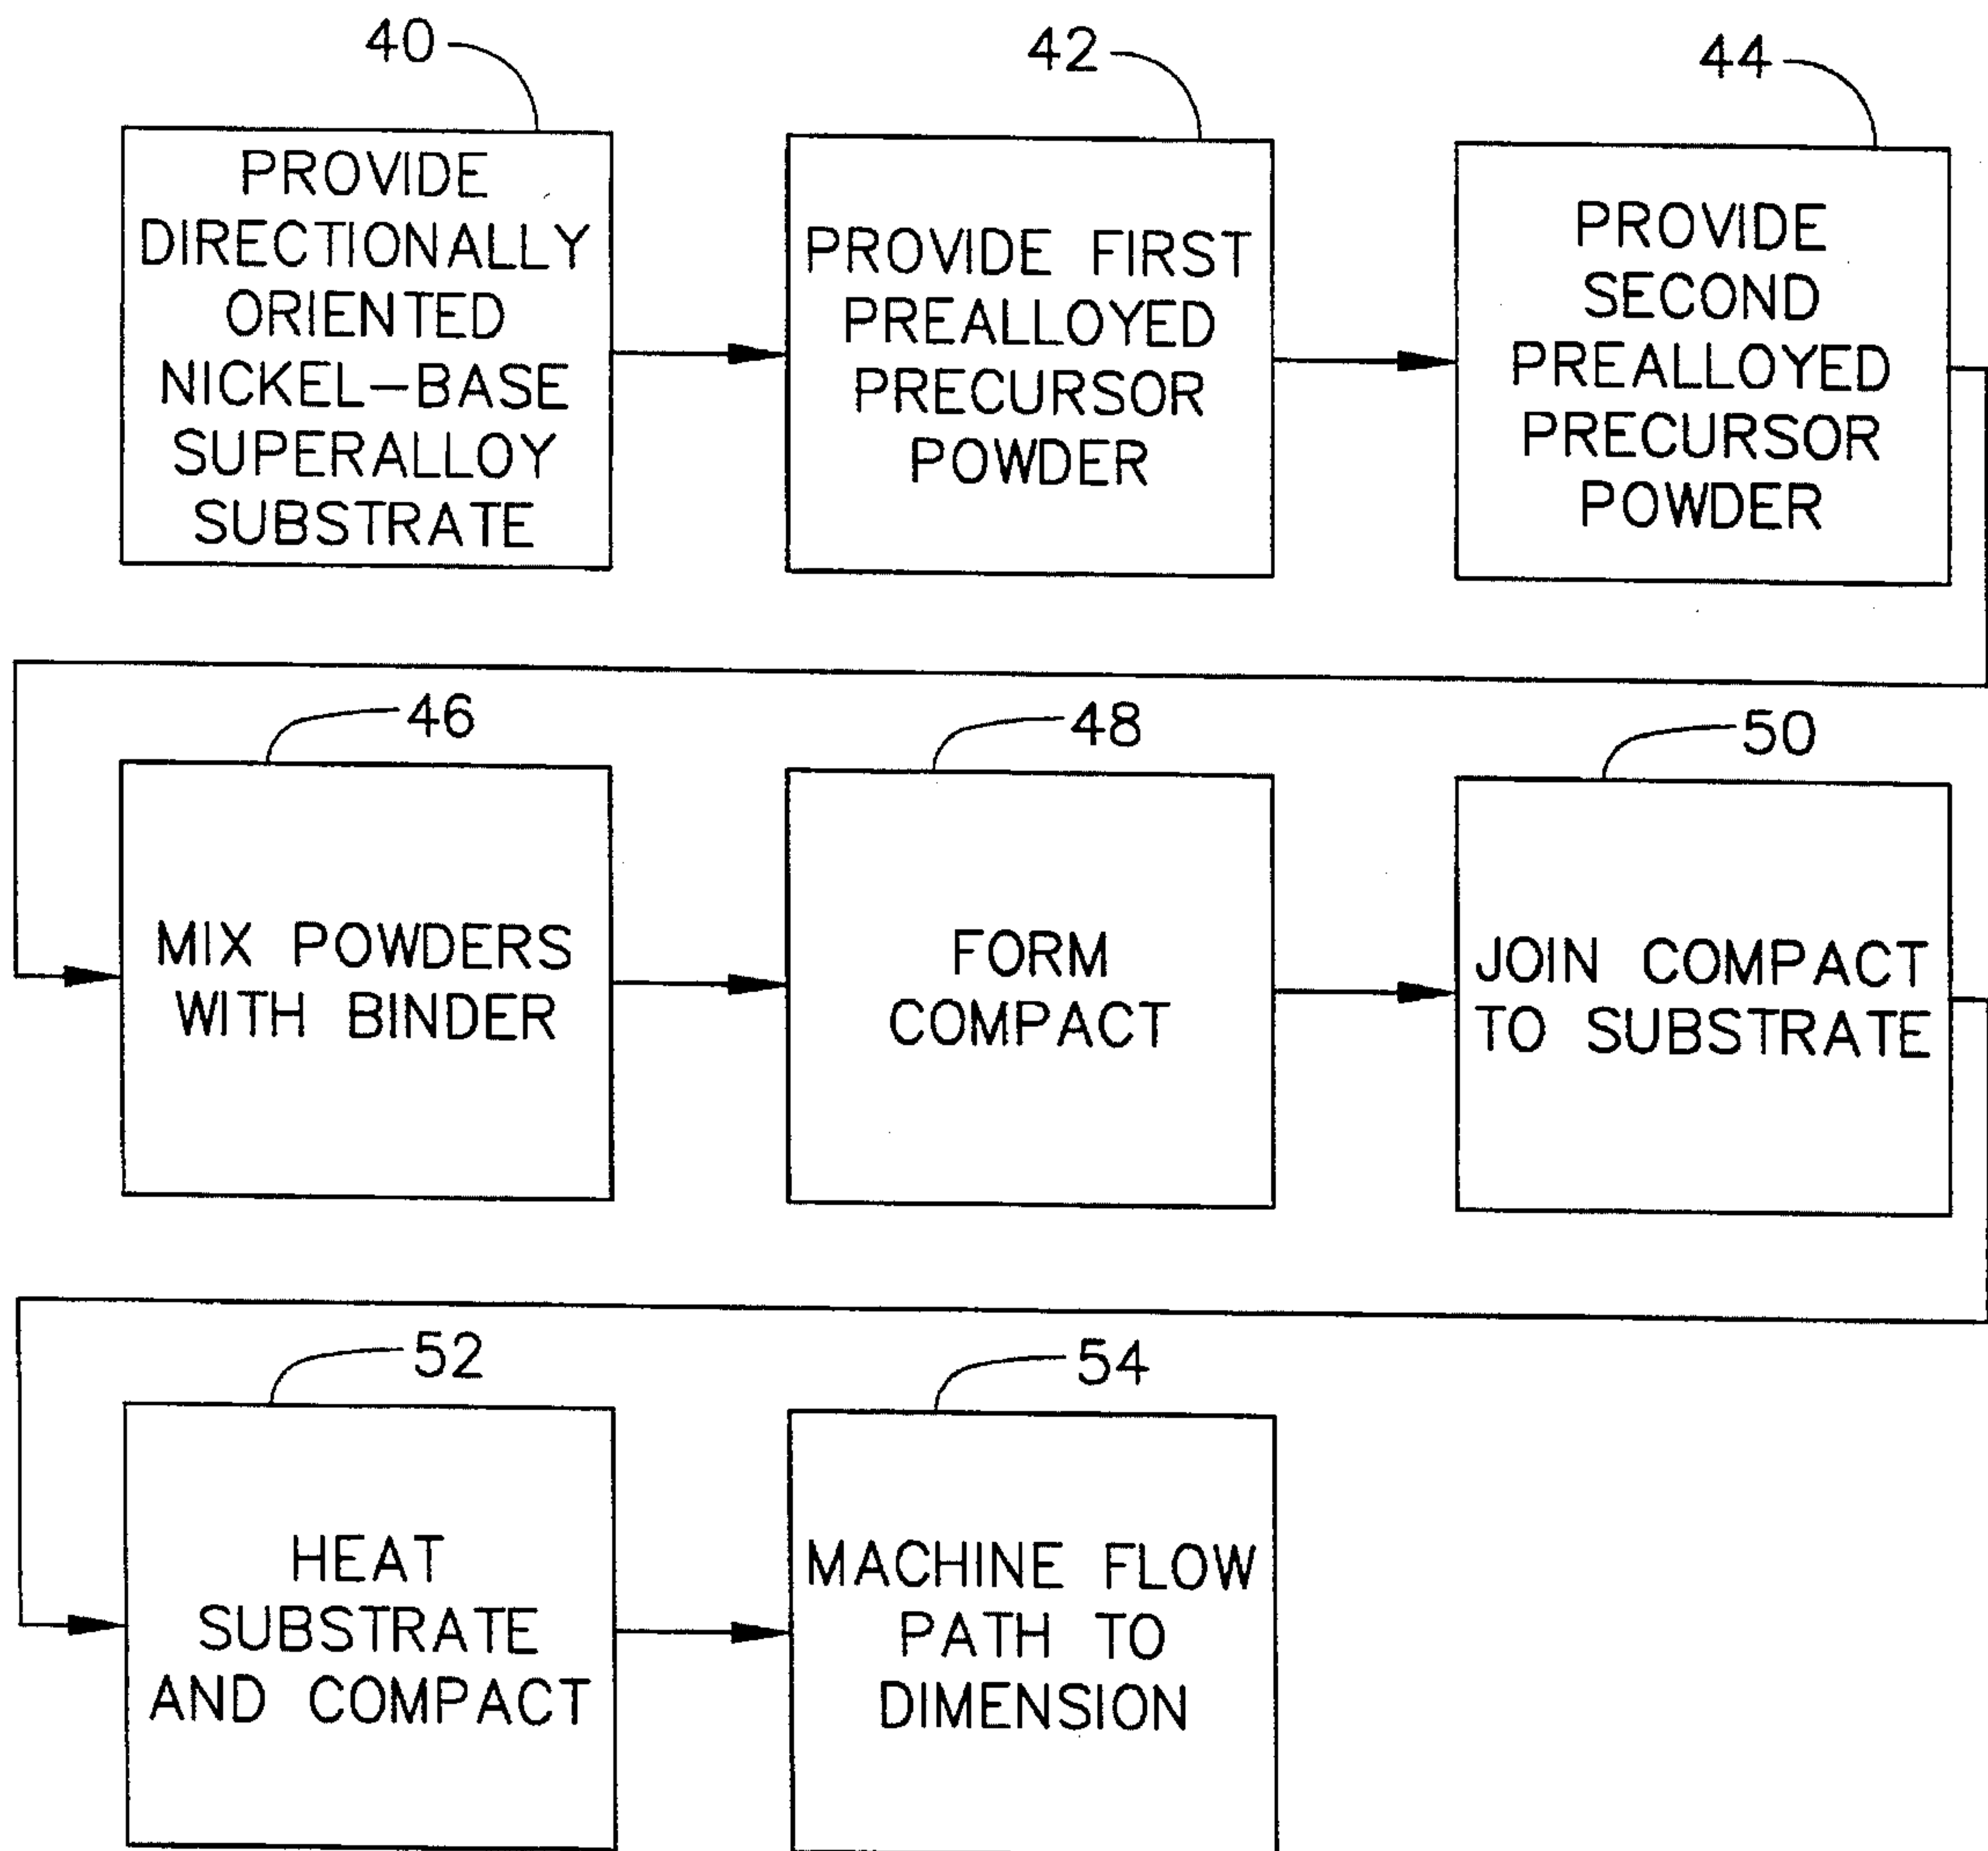 40
42
44
PROVIDE
DIRECTIONALLY
ORIENTED
NICKEL-BASE
SUPERALLOY
SUBSTRATE
PROVIDE FIRST
PREALLOYED
PRECURSOR
POWDER
PROVIDE
SECOND
PREALLOYED
PRECURSOR
POWDER
46
48
50
MIX POWDERS
WITH BINDER
FORM
COMPACT
JOIN COMPACT
TO SUBSTRATE
52
54
HEAT
SUBSTRATE
AND COMPACT
MACHINE FLOW
PATH TO
DIMENSION